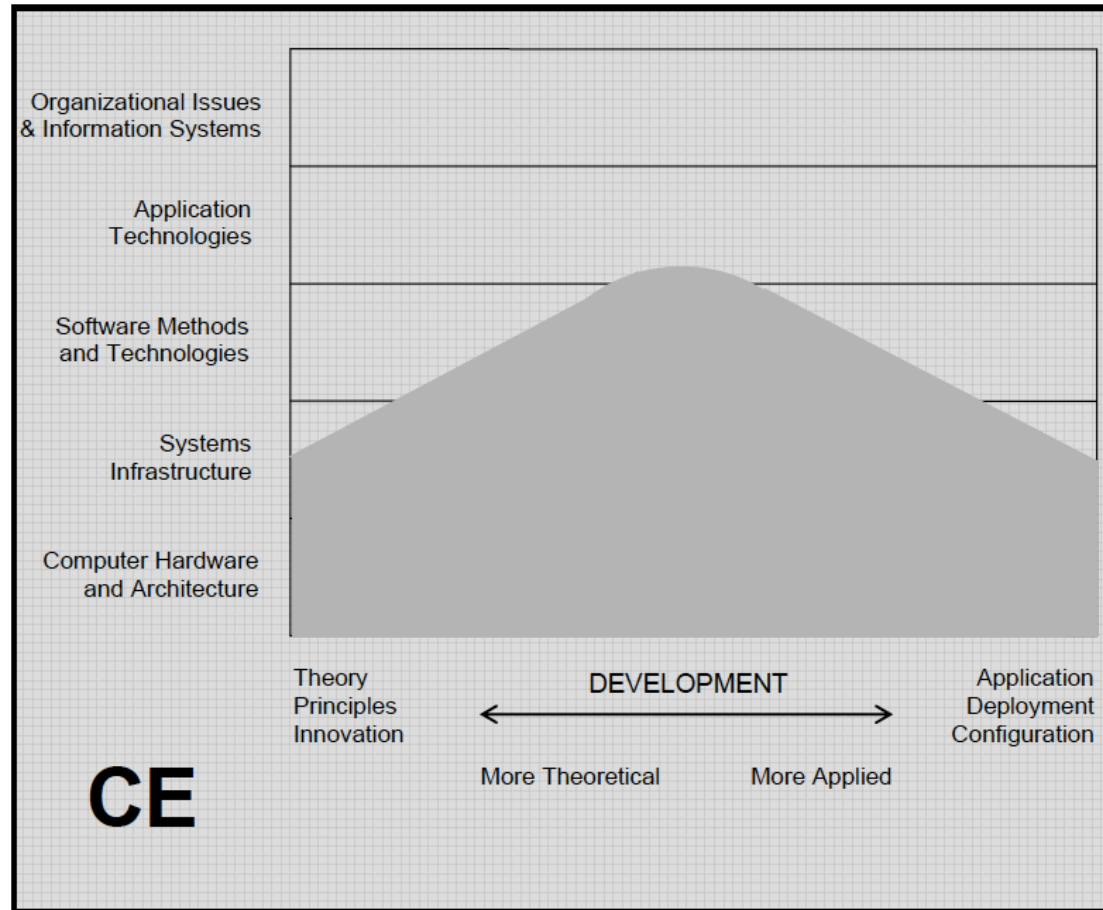 Organizational Issues
& Information Systems
Application
Technologies
Software Methods
and Technologies
Systems
Infrastructure
Computer Hardware
and Architecture
Theory
Principles
Innovation
DEVELOPMENT
Application
Deployment
Configuration
More Theoretical
More Applied
CE